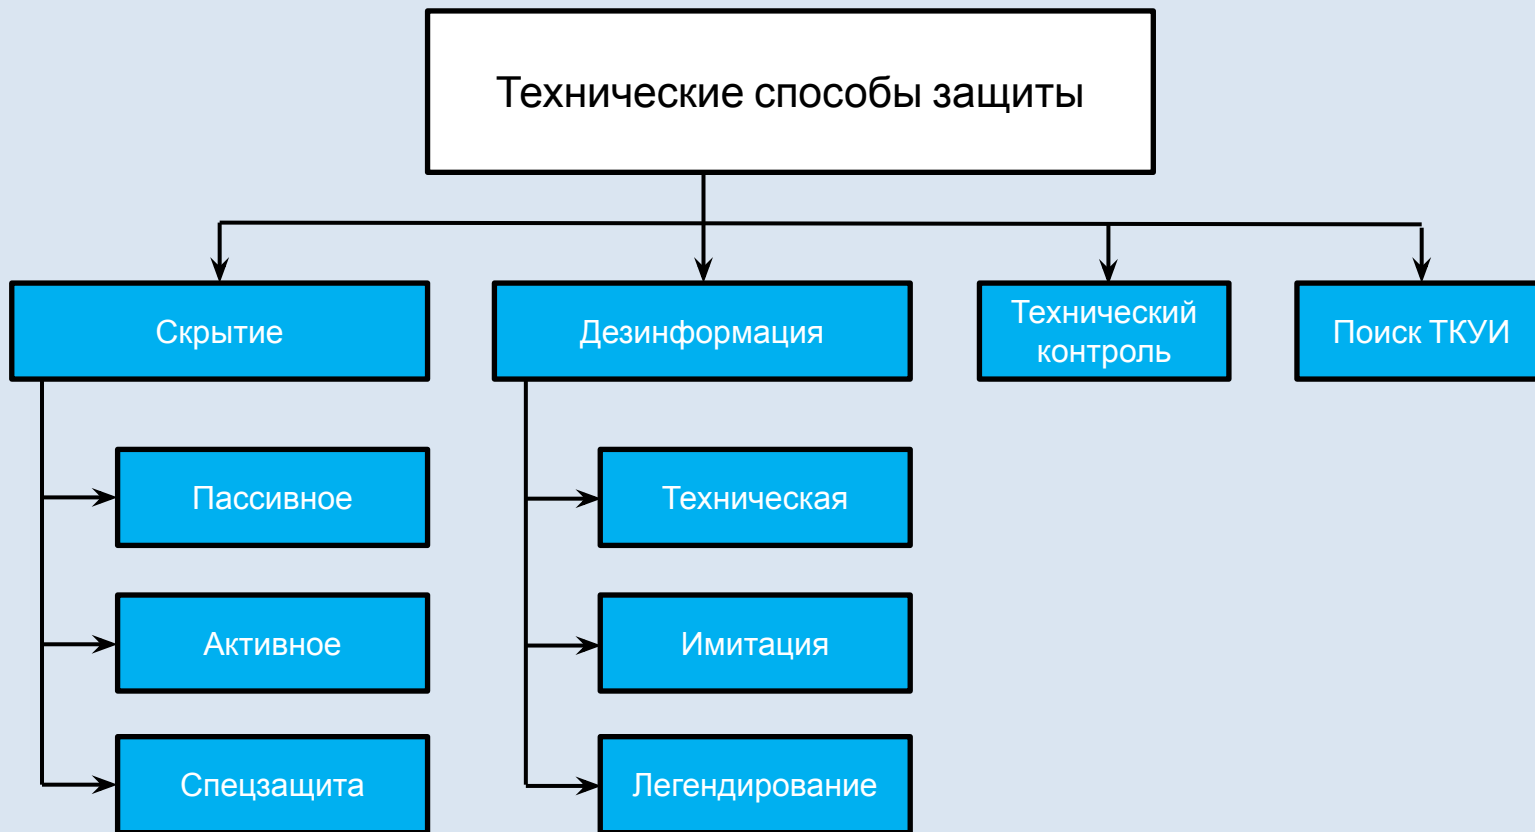 Технические способы защиты
Скрытие
Дезинформация
Технический
контроль
Поиск ТКУИ
Пассивное
Техническая
Активное
Имитация
Спецзащита
Легендирование